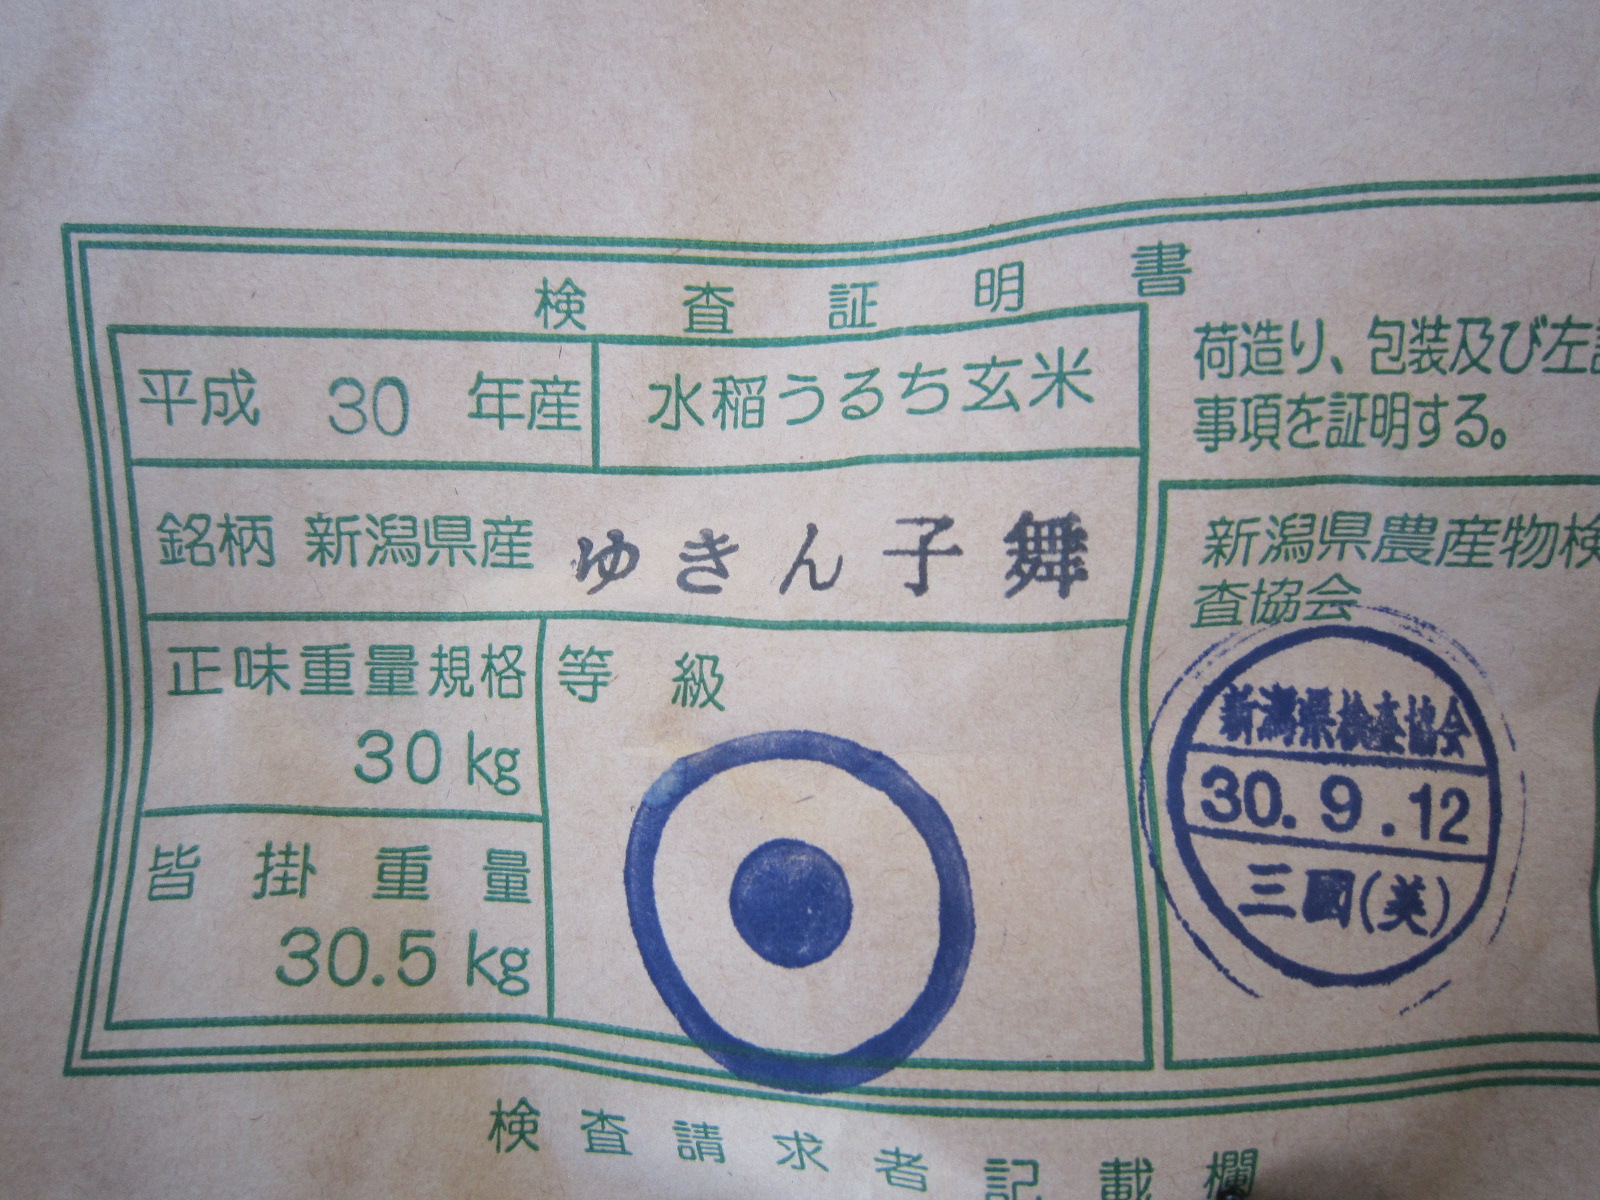 検査証明書
平成 30 年産
水稲うるち玄米
銘柄 新潟県産 ゆきん子舞
正味重量規格
30 kg
等級
皆掛重量
30.5 kg
荷造り、包装及び左記
事項を証明する。
新潟県農産物検
査協会
新潟県検査協会
30.9.12
三國(美)
検査請求者記載欄